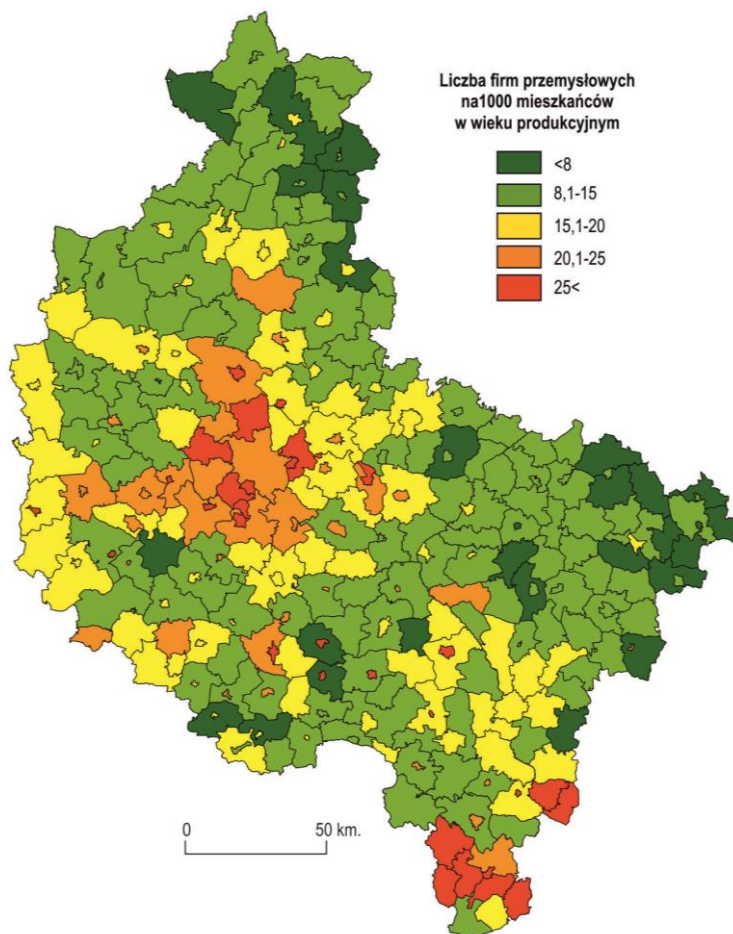 Liczba firm przemysłowych
na1000 mieszkańców
w wieku produkcyjnym
<8
8,1-15
15,1-20
20,1-25
25<
0 50 km.